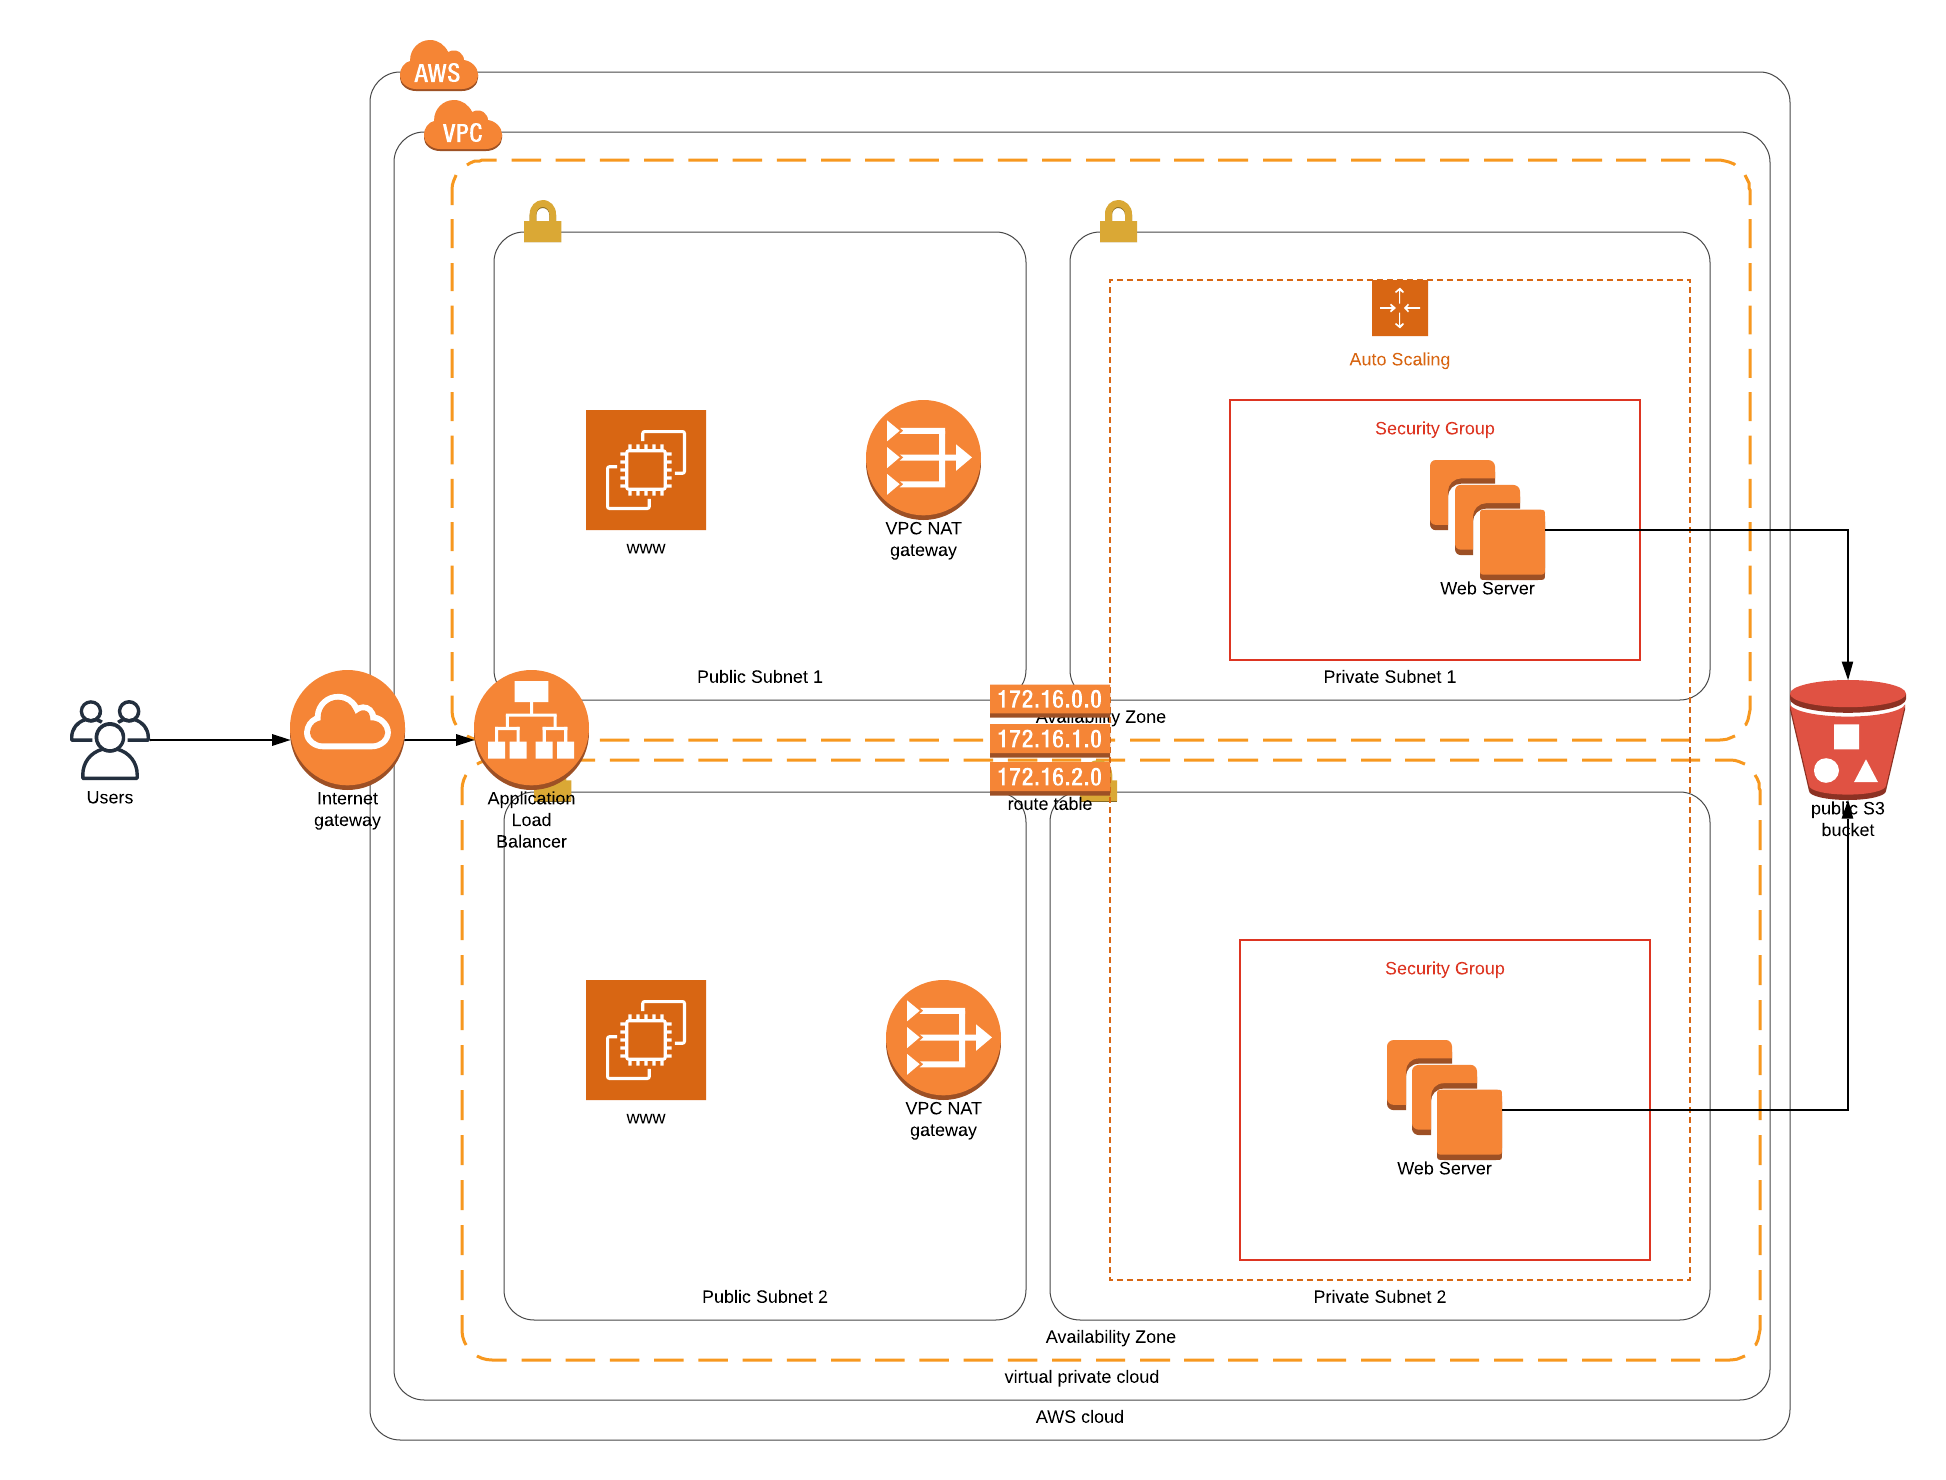 AWS
VPC
Auto Scaling
Security Group
www
VPC NAT
gateway
Web Server
Public Subnet 1
Private Subnet 1
172.16.0.0
Availability Zone
172.16.1.0
172.16.2.0
route table
Users
Internet
gateway
Application
Load
Balancer
public S3
bucket
Security Group
www
VPC NAT
gateway
Web Server
Public Subnet 2
Private Subnet 2
Availability Zone
virtual private cloud
AWS cloud